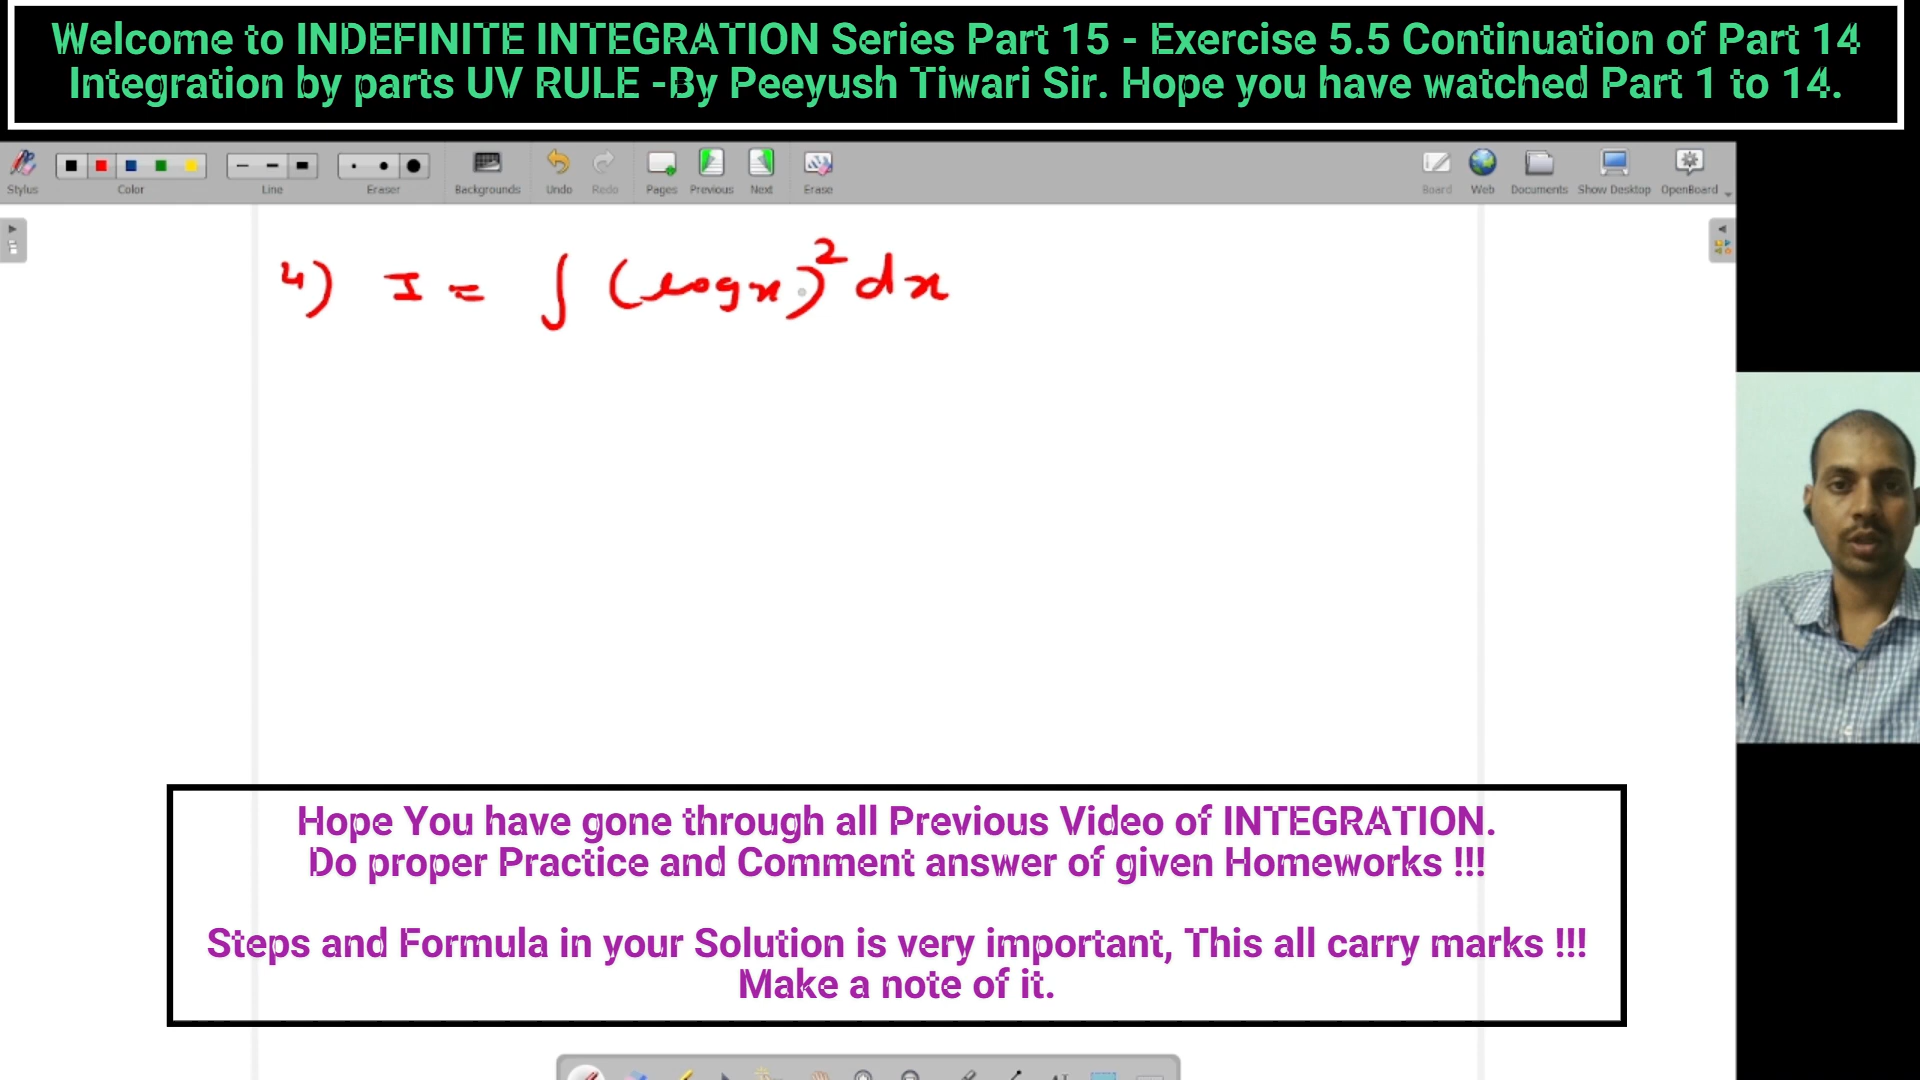 Welcome to INDEFINITE INTEGRATION Series Part 15 - Exercise 5.5 Continuation of Part 14
Integration by parts UV RULE -By Peeyush Tiwari Sir. Hope you have watched Part 1 to 14.
Stylus Color Line Eraser Backgrounds Undo Redo Pages Previous Next Erase Board Web Documents Show Desktop OpenBoard
4) I = ∫ (log x)² dx
Hope You have gone through all Previous Video of INTEGRATION.
Do proper Practice and Comment answer of given Homeworks !!!
Steps and Formula in your Solution is very important, This all carry marks !!!
Make a note of it.